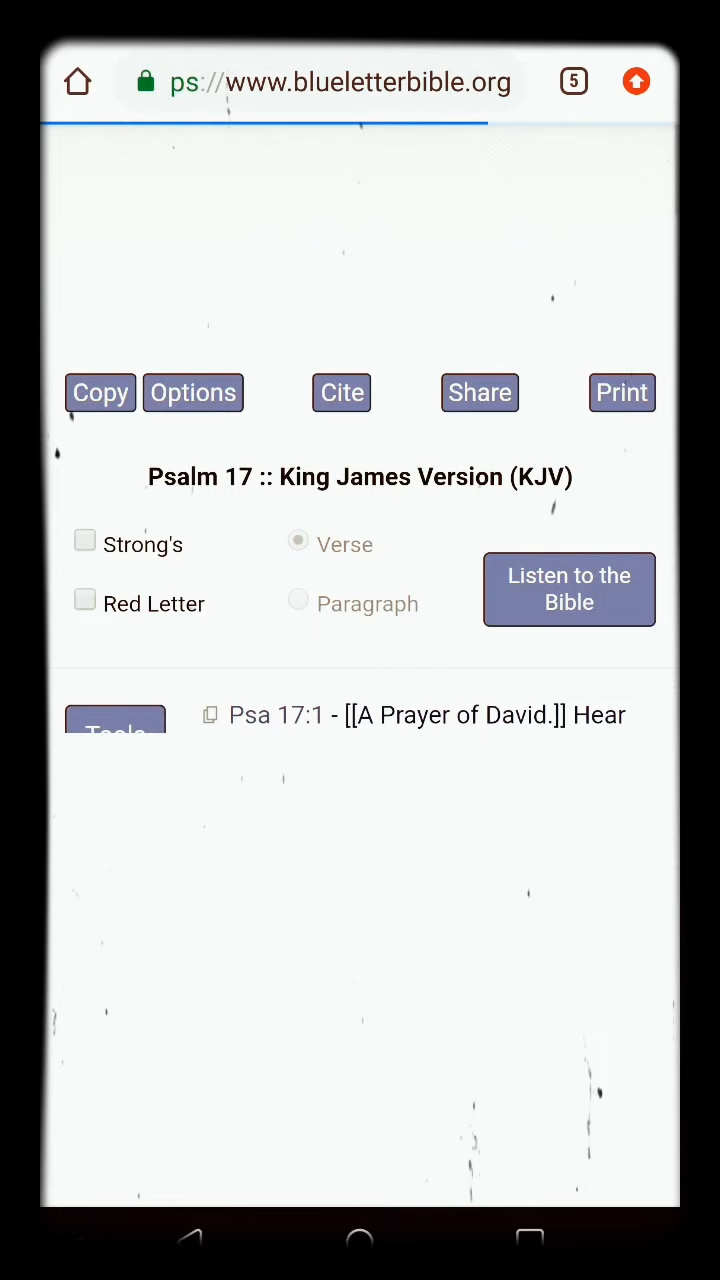 ps://www.blueletterbible.org
5
Copy Options Cite Share Print
Psalm 17 :: King James Version (KJV)
Strong's Verse
Listen to the
Bible
Red Letter Paragraph
Tools
Psa 17:1 - [[A Prayer of David.]] Hear